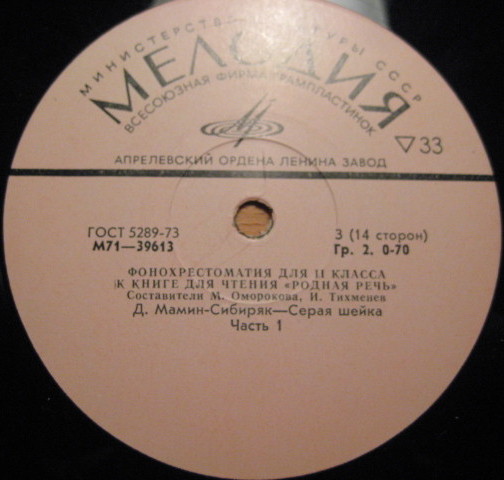 МИНИСТЕРСТВО КУЛЬТУРЫ СССР
МЕЛОДИЯ
ВСЕСОЮЗНАЯ ФИРМА ГРАМПЛАСТИНОК
▽33
АПРЕЛЕВСКИЙ ОРДЕНА ЛЕНИНА ЗАВОД
ГОСТ 5289-73
М71—39613
3 (14 сторон)
Гр. 2. 0-70
ФОНОХРЕСТОМАТИЯ ДЛЯ II КЛАССА
К КНИГЕ ДЛЯ ЧТЕНИЯ «РОДНАЯ РЕЧЬ»
Составители М. Оморокова, И. Тихменев
Д. Мамин-Сибиряк—Серая шейка
Часть 1